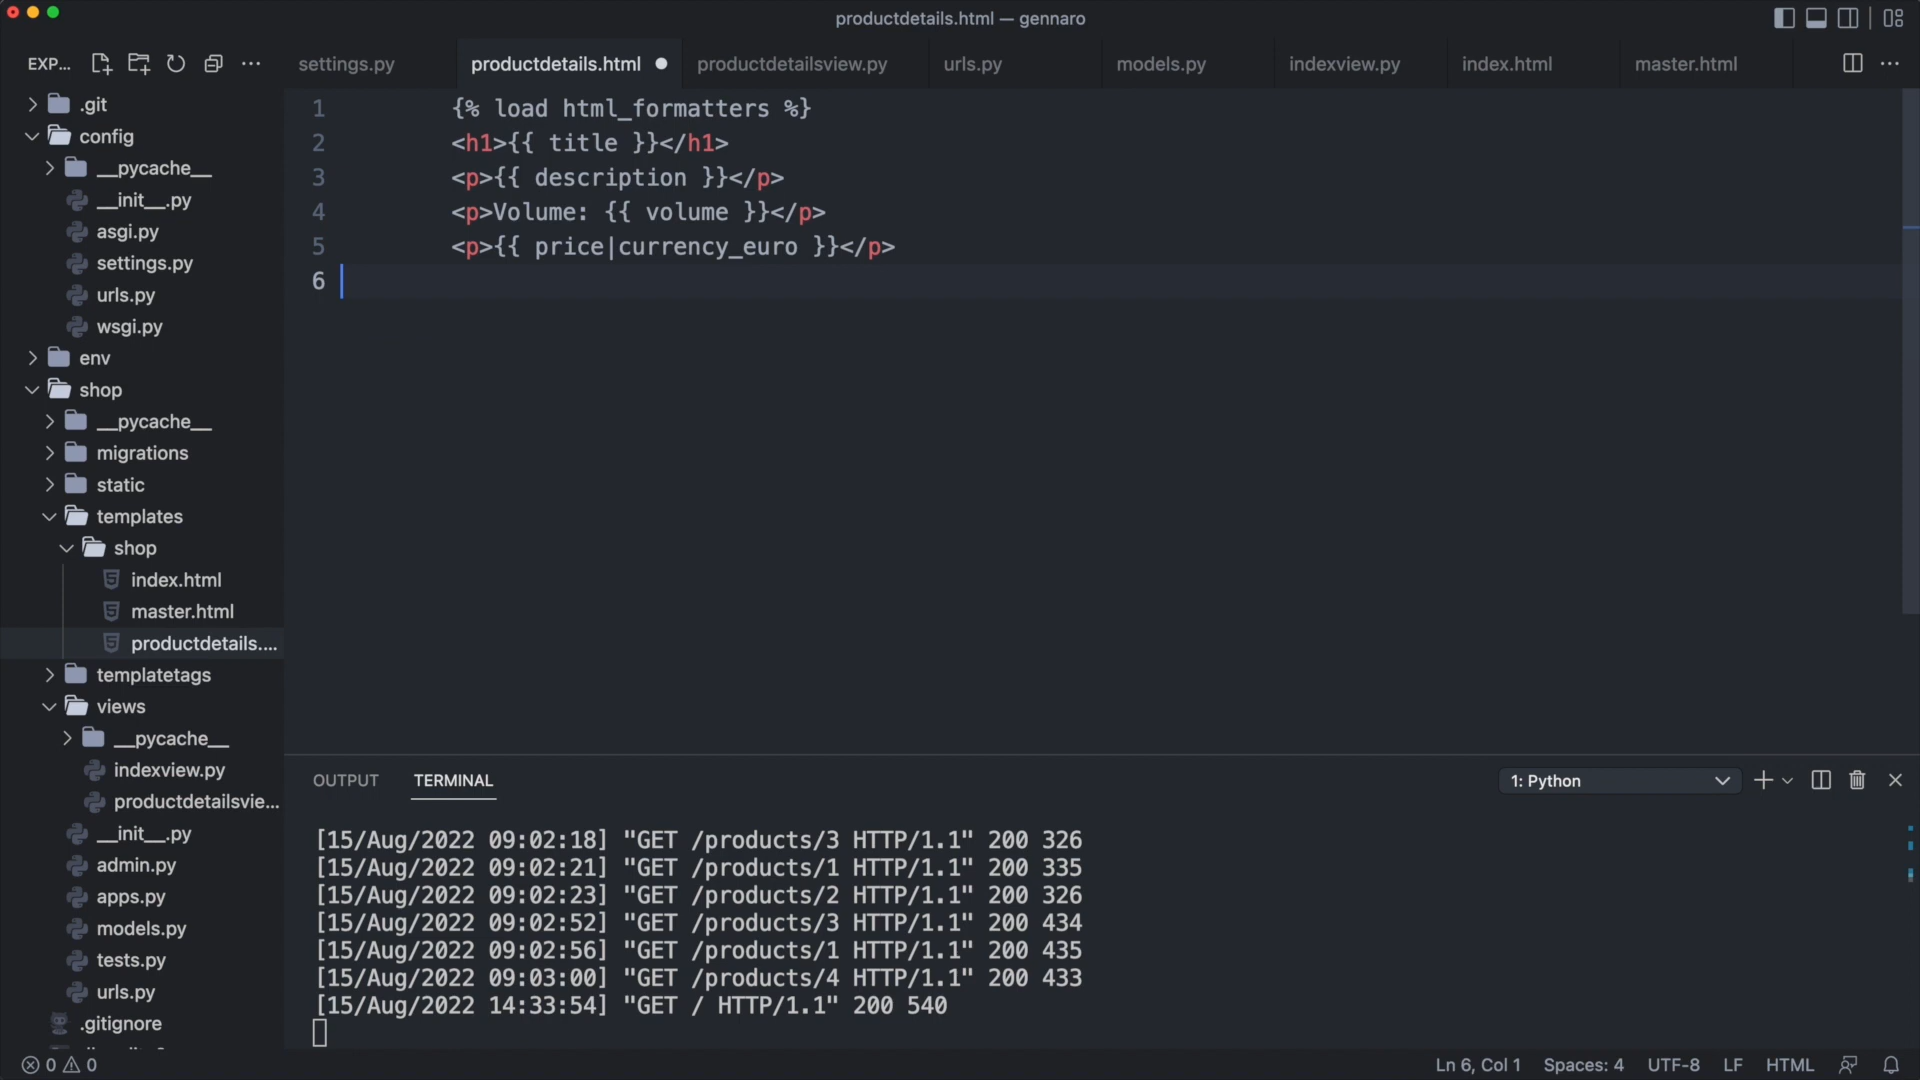 productdetails.html — gennaro
EXP...
settings.py
productdetails.html
productdetailsview.py
urls.py
models.py
indexview.py
index.html
master.html
.git
config
__pycache__
__init__.py
asgi.py
settings.py
urls.py
wsgi.py
env
shop
__pycache__
migrations
static
templates
shop
index.html
master.html
productdetails....
templatetags
views
__pycache__
indexview.py
productdetailsvie...
__init__.py
admin.py
apps.py
models.py
tests.py
urls.py
.gitignore
1 {% load html_formatters %}
2 <h1>{{ title }}</h1>
3 <p>{{ description }}</p>
4 <p>Volume: {{ volume }}</p>
5 <p>{{ price|currency_euro }}</p>
6
OUTPUT
TERMINAL
1: Python
[15/Aug/2022 09:02:18] "GET /products/3 HTTP/1.1" 200 326
[15/Aug/2022 09:02:21] "GET /products/1 HTTP/1.1" 200 335
[15/Aug/2022 09:02:23] "GET /products/2 HTTP/1.1" 200 326
[15/Aug/2022 09:02:52] "GET /products/3 HTTP/1.1" 200 434
[15/Aug/2022 09:02:56] "GET /products/1 HTTP/1.1" 200 435
[15/Aug/2022 09:03:00] "GET /products/4 HTTP/1.1" 200 433
[15/Aug/2022 14:33:54] "GET / HTTP/1.1" 200 540
0 0
Ln 6, Col 1
Spaces: 4
UTF-8
LF
HTML